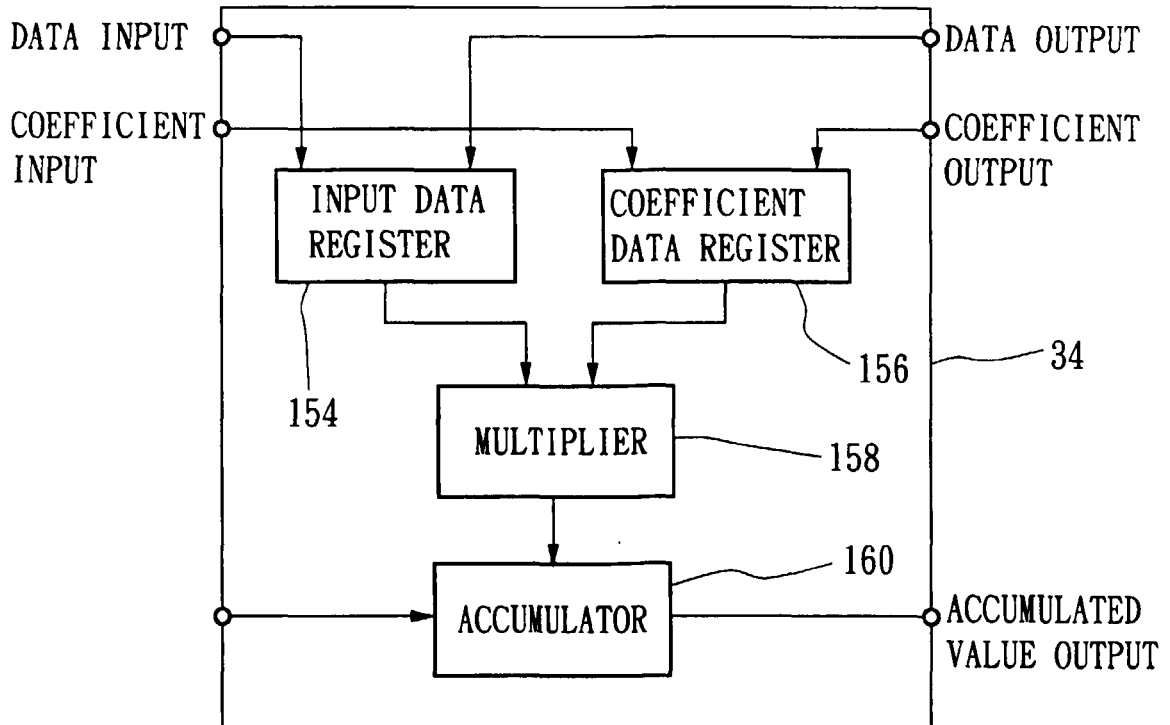 DATA INPUT
DATA OUTPUT
COEFFICIENT
INPUT
COEFFICIENT
OUTPUT
INPUT DATA
REGISTER
COEFFICIENT
DATA REGISTER
154
156
34
MULTIPLIER
158
160
ACCUMULATOR
ACCUMULATED
VALUE OUTPUT